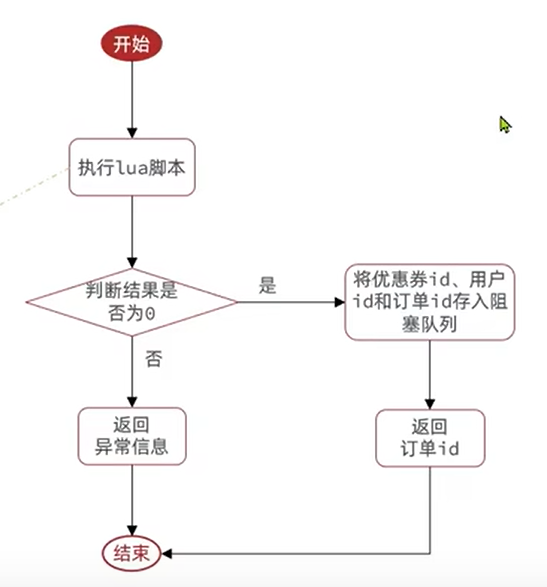 开始
执行lua脚本
判断结果是
否为0
是
将优惠券id、用户
id和订单id存入阻
塞队列
否
返回
异常信息
返回
订单id
结束